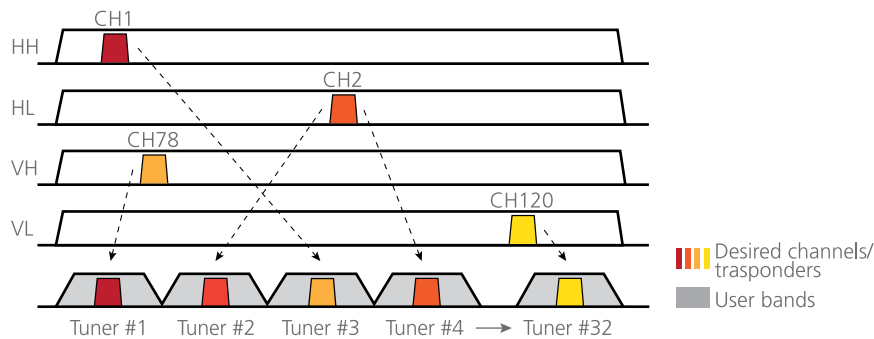 CH1
HH
CH2
HL
CH78
VH
CH120
VL
Desired channels/
trasponders
User bands
Tuner #1
Tuner #2
Tuner #3
Tuner #4
Tuner #32